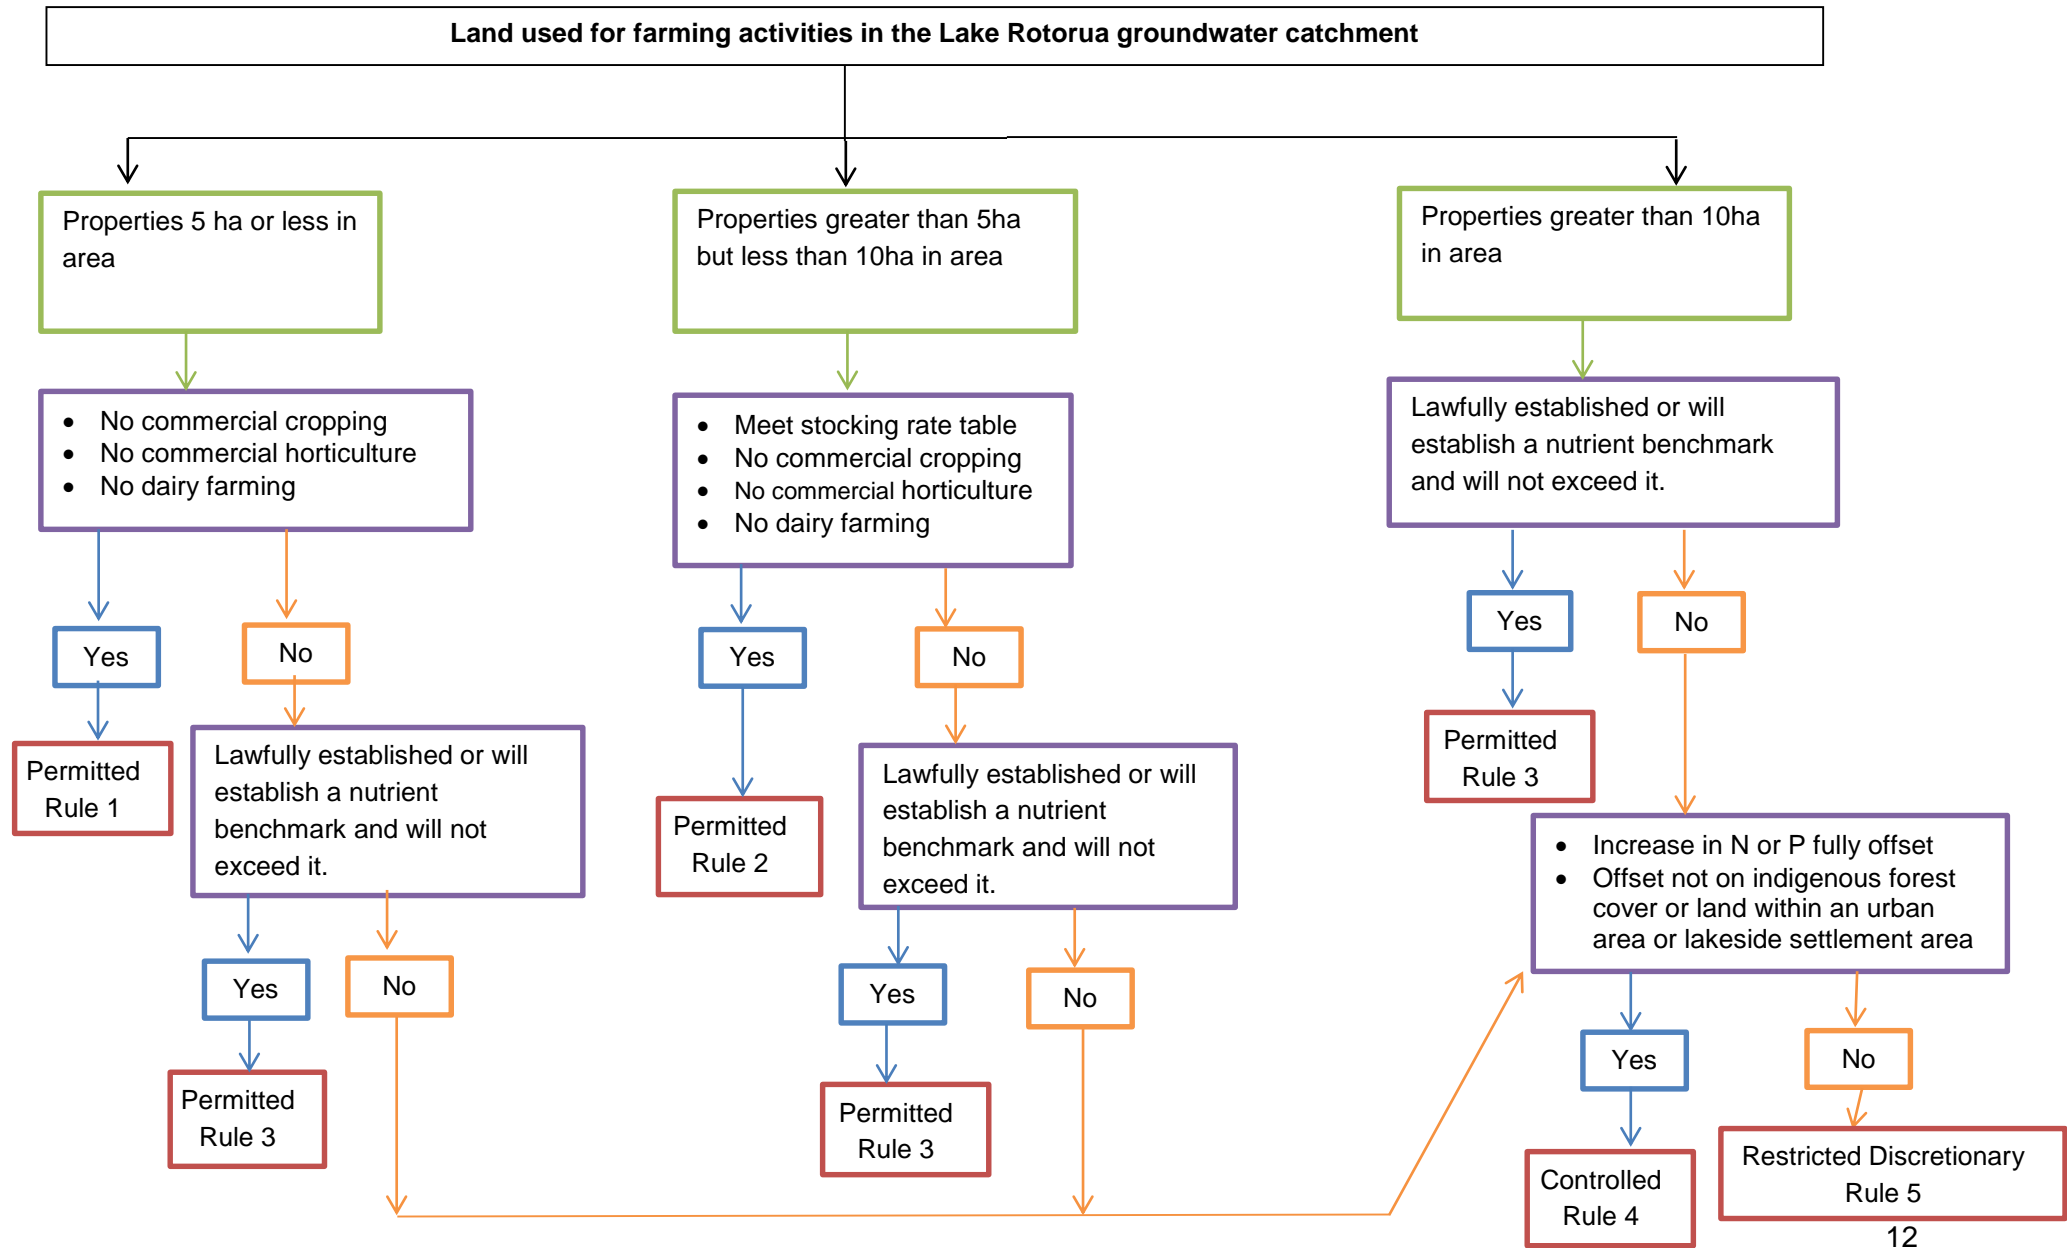 Land used for farming activities in the Lake Rotorua groundwater catchment
Properties 5 ha or less in
area
Properties greater than 5ha
but less than 10ha in area
Properties greater than 10ha
in area
• No commercial cropping
• No commercial horticulture
• No dairy farming
• Meet stocking rate table
• No commercial cropping
• No commercial horticulture
• No dairy farming
Lawfully established or will
establish a nutrient benchmark
and will not exceed it.
Yes
No
Yes
No
Yes
No
Permitted
Rule 1
Lawfully established or will
establish a nutrient
benchmark and will not
exceed it.
Permitted
Rule 2
Lawfully established or will
establish a nutrient
benchmark and will not
exceed it.
Permitted
Rule 3
• Increase in N or P fully offset
• Offset not on indigenous forest
cover or land within an urban
area or lakeside settlement area
Yes
No
Yes
No
Yes
No
Permitted
Rule 3
Permitted
Rule 3
Controlled
Rule 4
Restricted Discretionary
Rule 5
12